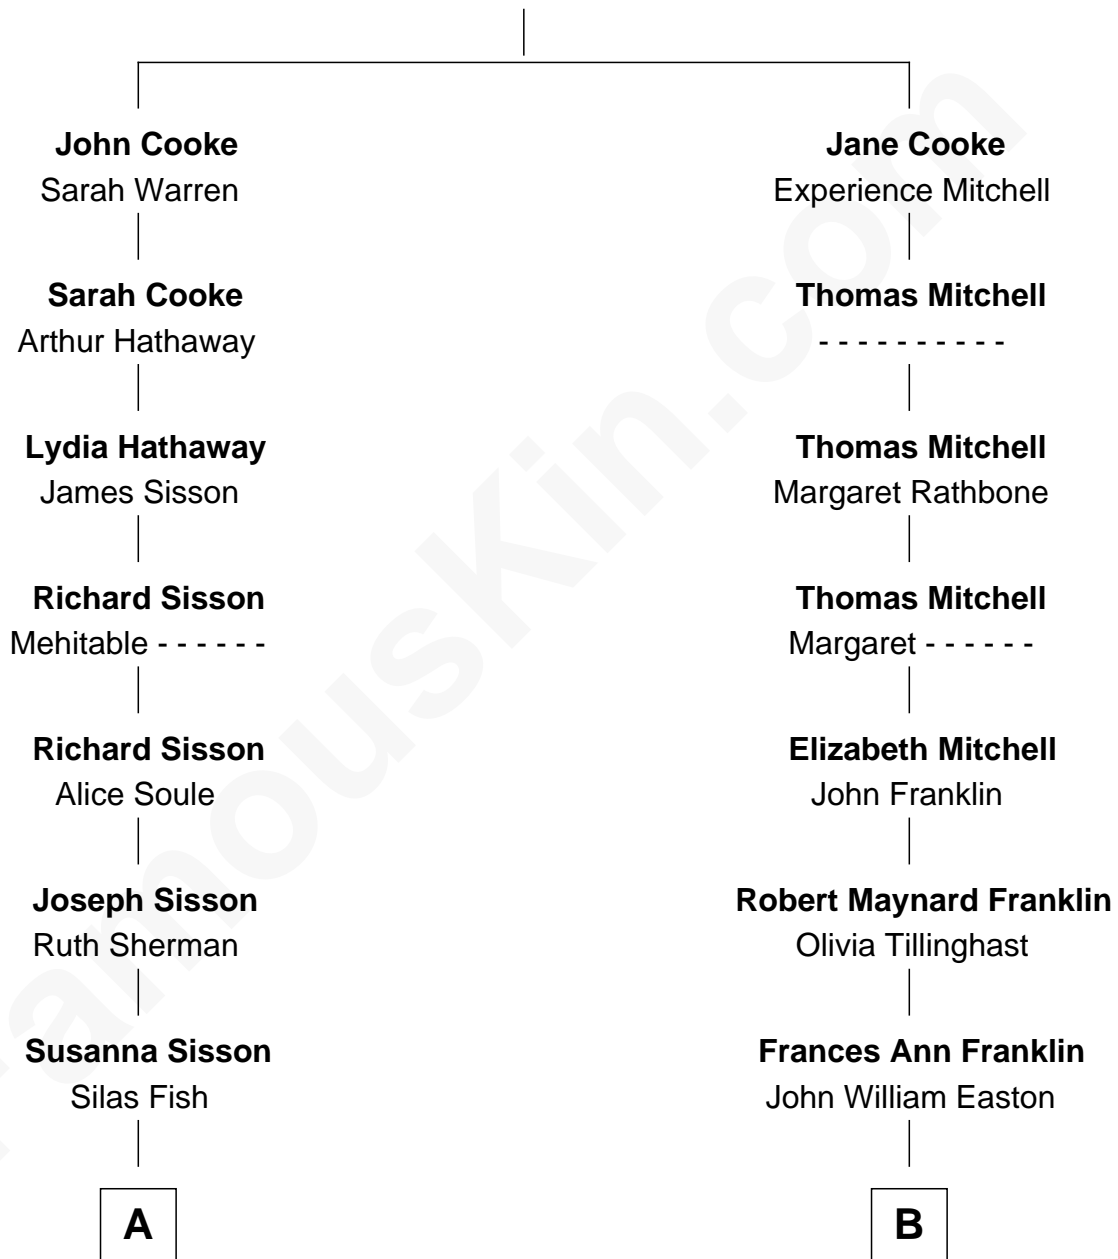 John Cooke
Sarah Warren
Sarah Cooke
Arthur Hathaway
Lydia Hathaway
James Sisson
Richard Sisson
Mehitable - - - - - -
Richard Sisson
Alice Soule
Joseph Sisson
Ruth Sherman
Susanna Sisson
Silas Fish
A
Jane Cooke
Experience Mitchell
Thomas Mitchell
- - - - - - - - - -
Thomas Mitchell
Margaret Rathbone
Thomas Mitchell
Margaret - - - - - -
Elizabeth Mitchell
John Franklin
Robert Maynard Franklin
Olivia Tillinghast
Frances Ann Franklin
John William Easton
B
FamousKin.com